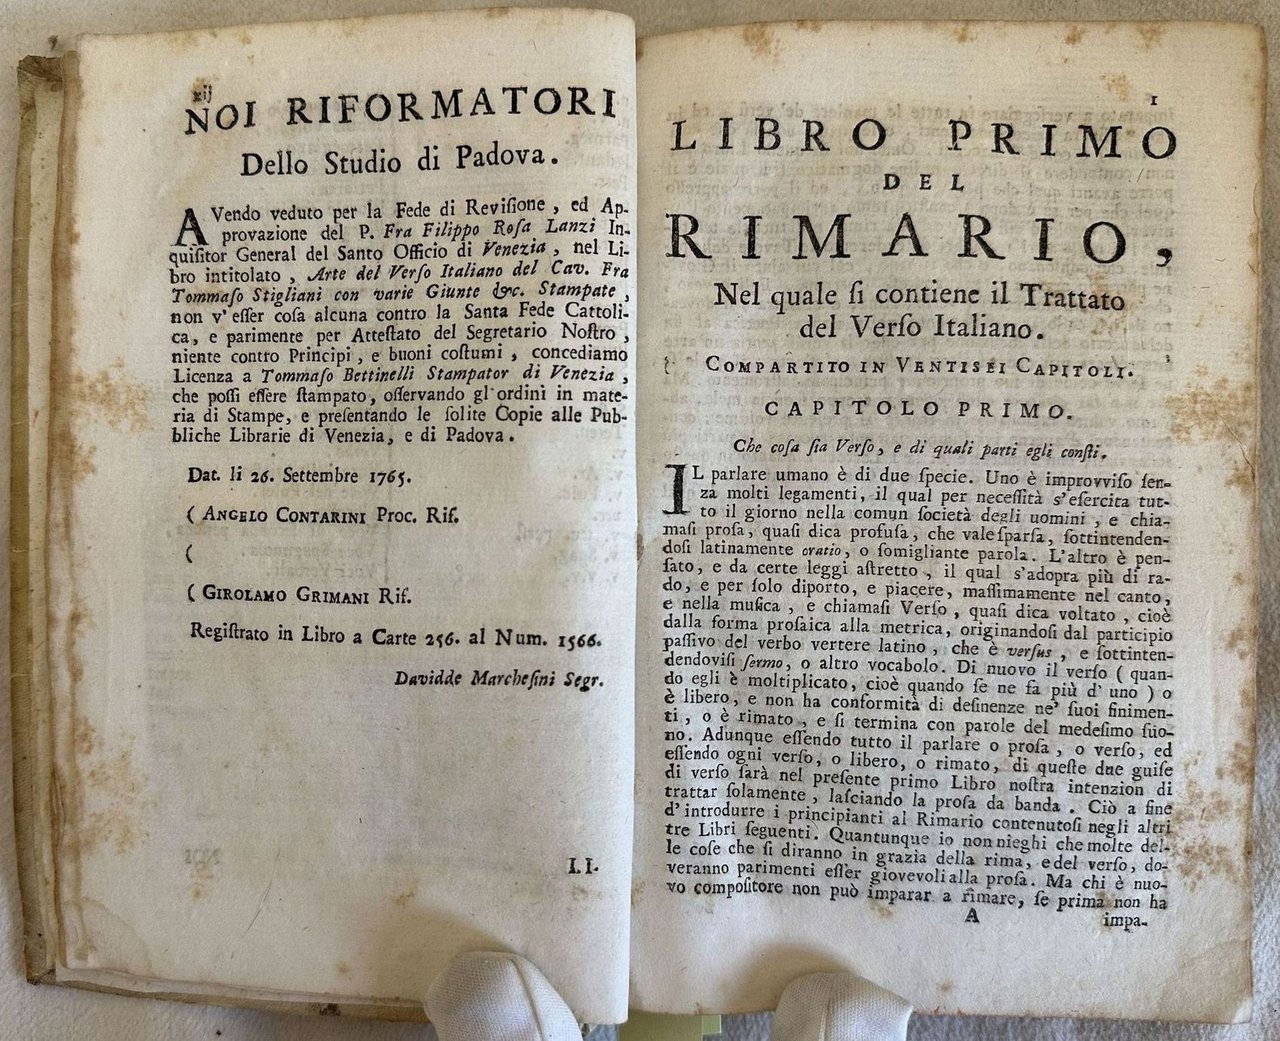 xij
NOI RIFORMATORI
Dello Studio di Padova.
AVendo veduto per la Fede di Reviſione, ed Ap-
provazione del P. Fra Filippo Roſa Lanzi In-
quiſitor General del Santo Officio di Venezia, nel Li-
bro intitolato, Arte del Verſo Italiano del Cav. Fra
Tommaſo Stigliani con varie Giunte &c. Stampate,
non v'eſſer coſa alcuna contro la Santa Fede Cattoli-
ca, e parimente per Atteſtato del Segretario Noſtro,
niente contro Principi, e buoni coſtumi, concediamo
Licenza a Tommaſo Bettinelli Stampator di Venezia,
che poſſi eſſere ſtampato, oſſervando gl'ordini in mate-
ria di Stampe, e preſentando le ſolite Copie alle Pub-
bliche Librarie di Venezia, e di Padova.
Dat. li 26. Settembre 1765.
( ANGELO CONTARINI Proc. Rif.
(
( GIROLAMO GRIMANI Rif.
Regiſtrato in Libro a Carte 256. al Num. 1566.
Davidde Marcheſini Segr.
LI.
1
LIBRO PRIMO
DEL
RIMARIO,
Nel quale ſi contiene il Trattato
del Verſo Italiano.
COMPARTITO IN VENTISEI CAPITOLI.
CAPITOLO PRIMO.
Che coſa ſia Verſo, e di quali parti egli conſti.
IL parlare umano è di due ſpecie. Uno è improvviſo ſen-
za molti legamenti, il qual per neceſſità s'eſercita tut-
to il giorno nella comun ſocietà degli uomini, e chia-
maſi proſa, quaſi dica profuſa, che vale ſparſa, ſottintenden-
doſi latinamente oratio, o ſomigliante parola. L'altro è pen-
ſato, e da certe leggi aſtretto, il qual s'adopra più di ra-
do, e per ſolo diporto, e piacere, maſſimamente nel canto,
e nella muſica, e chiamaſi Verſo, quaſi dica voltato, cioè
dalla forma proſaica alla metrica, originandoſi dal participio
paſſivo del verbo vertere latino, che è verſus, e ſottinten-
dendoviſi ſermo, o altro vocabolo. Di nuovo il verſo (quan-
do egli è moltiplicato, cioè quando ſe ne fa più d'uno) o
è libero, e non ha conformità di deſinenze ne' ſuoi finimen-
ti, o è rimato, e ſi termina con parole del medeſimo ſuo-
no. Adunque eſſendo tutto il parlare o proſa, o verſo, ed
eſſendo ogni verſo, o libero, o rimato, di queſte due guiſe
di verſo ſarà nel preſente primo Libro noſtra intenzion di
trattar ſolamente, laſciando la proſa da banda. Ciò a fine
d'introdurre i principianti al Rimario contenutoſi negli altri
tre Libri ſeguenti. Quantunque io non nieghi che molte del-
le coſe che ſi diranno in grazia della rima, e del verſo, do-
veranno parimenti eſſer giovevoli alla proſa. Ma chi è nuo-
vo compoſitore non può imparar a rimare, ſe prima non ha
A
impa-